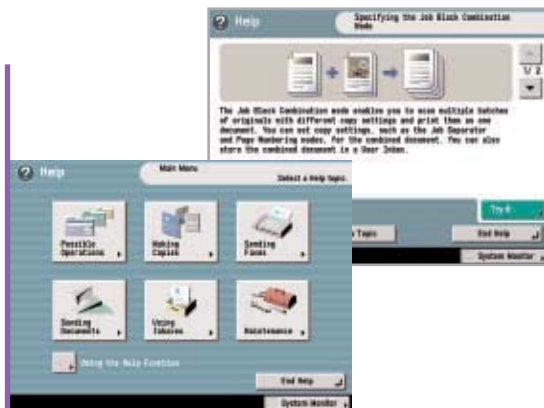 ? Help
Specifying the Job Block Combination
Mode
1/ 2
The Job Block Combination mode enables you to scan multiple batches
of originals with different copy settings and print them as one
document. You can set copy settings, such as the Job Separator
and Page Numbering modes, for the combined document. You can also
store the combined document in a User Inbox.
Try It
Topic
End Help
System Monitor
? Help
Main Menu
Select a Help topic.
Possible
Operations
Making
Copies
Sending
Faxes
Sending
Documents
Using
Inboxes
Maintenance
Using the Help Function
End Help
System Monitor